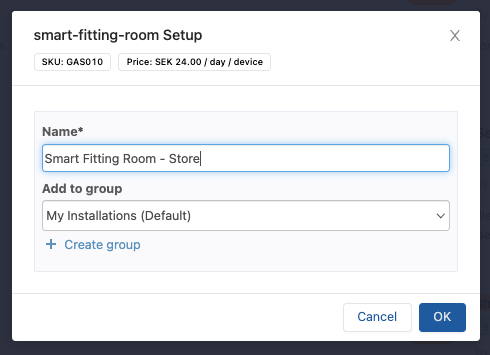 smart-fitting-room Setup
SKU: GAS010 Price: SEK 24.00 / day / device
Name*
Smart Fitting Room - Store
Add to group
My Installations (Default)
+ Create group
Cancel OK